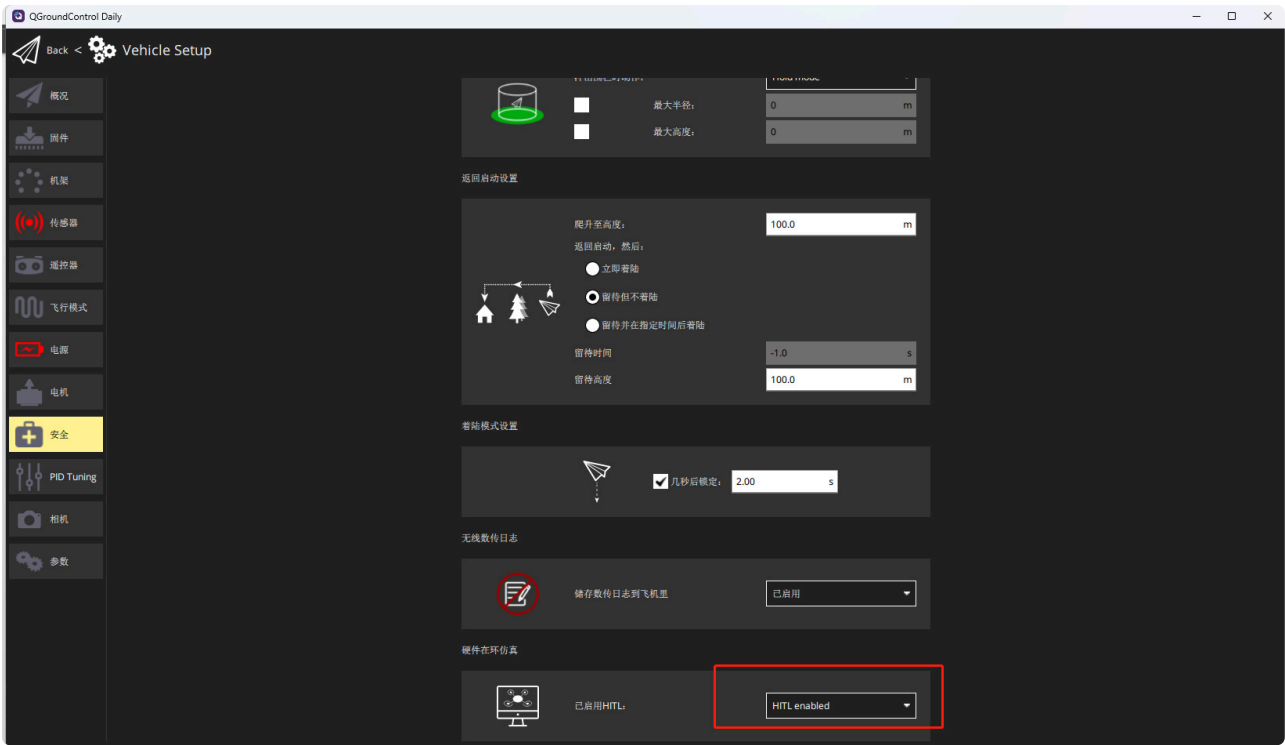 QGroundControl Daily
Back < Vehicle Setup
概况
固件
机架
传感器
遥控器
飞行模式
电源
电机
安全
PID Tuning
相机
参数
Hold mode
最大半径: 0 m
最大高度: 0 m
返回启动设置
爬升至高度: 100.0 m
返回启动，然后:
立即着陆
留待但不着陆
留待并在指定时间后着陆
留待时间 -1.0 s
留待高度 100.0 m
着陆模式设置
几秒后锁定: 2.00 s
无线数传日志
储存数传日志到飞机里 已启用
硬件在环仿真
已启用HITL: HITL enabled